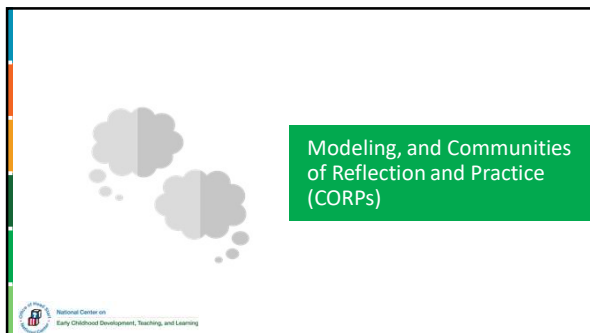 Modeling, and Communities
of Reflection and Practice
(CORPs)
National Center on
Early Childhood Development, Teaching, and Learning